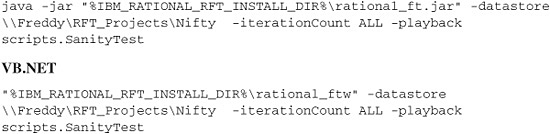 java -jar "%IBM_RATIONAL_RFT_INSTALL_DIR%\rational_ft.jar" -datastore
\\Freddy\RFT_Projects\Nifty  -iterationCount ALL -playback
scripts.SanityTest
VB.NET
"%IBM_RATIONAL_RFT_INSTALL_DIR%\rational_ftw" -datastore
\\Freddy\RFT_Projects\Nifty  -iterationCount ALL -playback
scripts.SanityTest